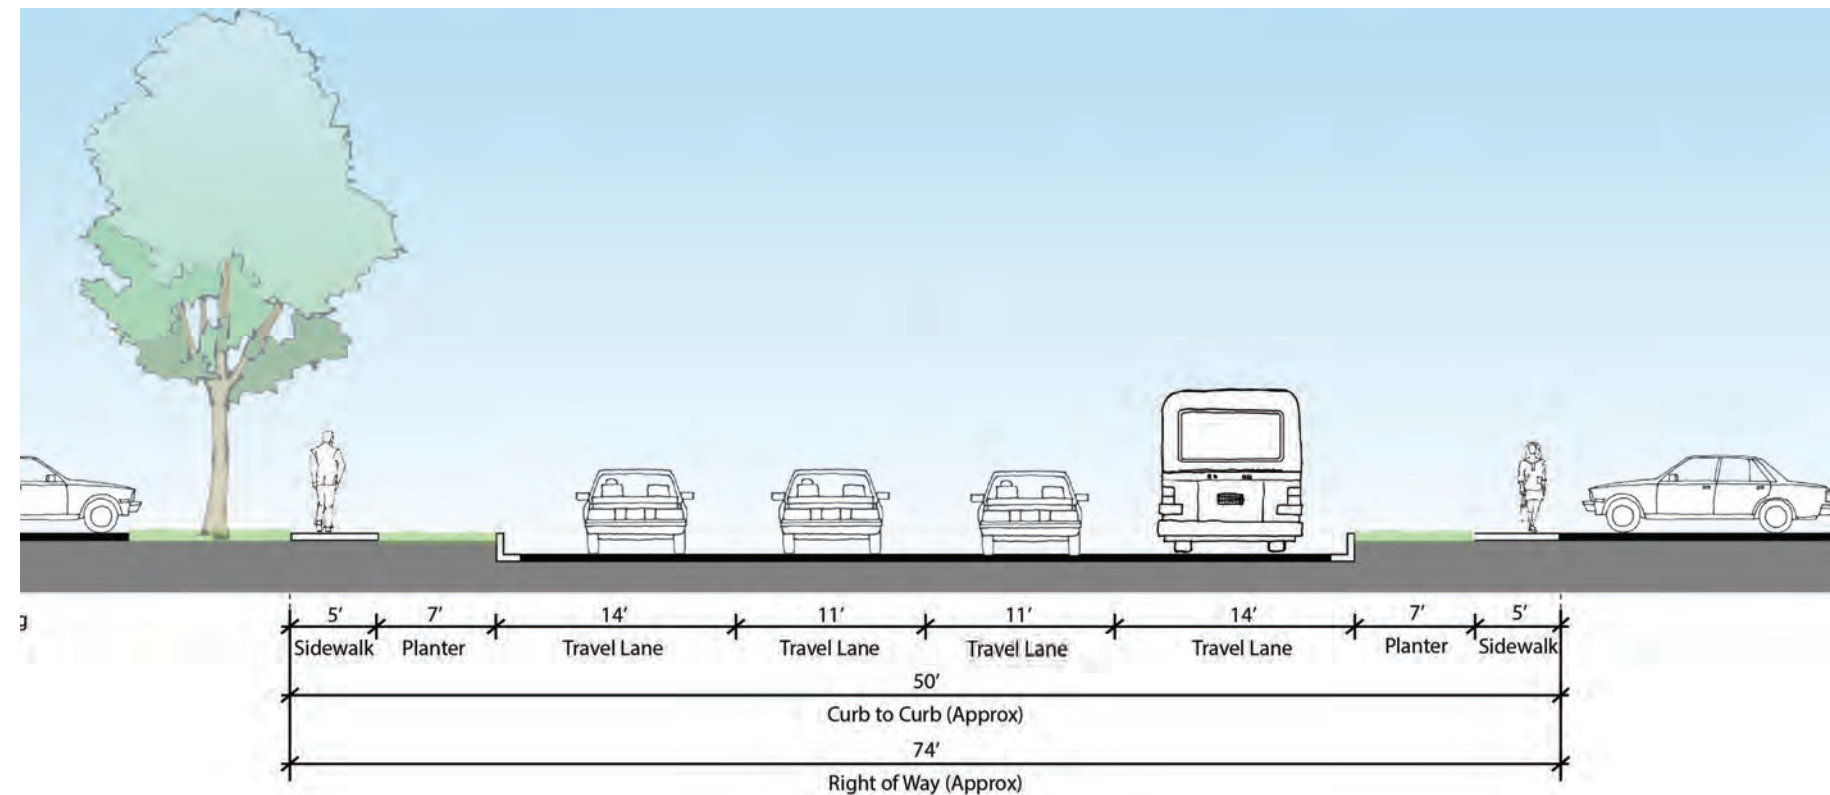 g
5′ 7′ 14′ 11′ 11′ 14′ 7′ 5′
Sidewalk Planter Travel Lane Travel Lane Travel Lane Travel Lane Planter Sidewalk
50′
Curb to Curb (Approx)
74′
Right of Way (Approx)